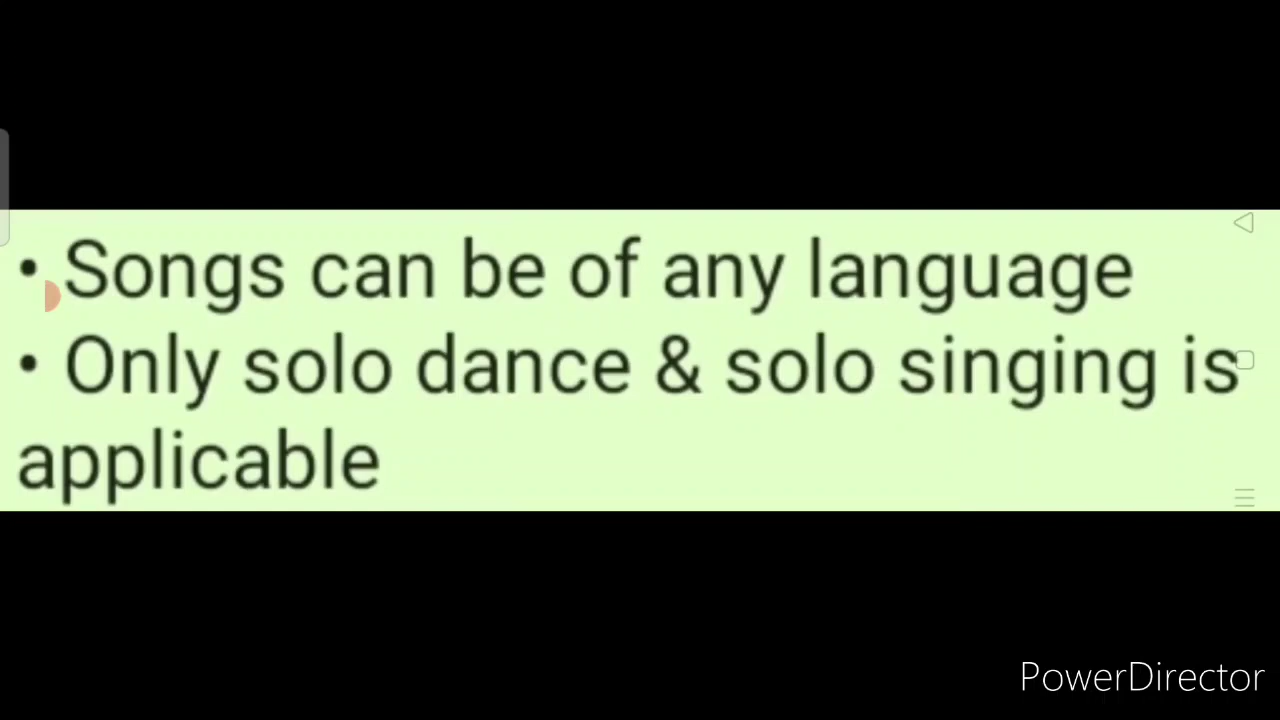 • Songs can be of any language
• Only solo dance & solo singing is
applicable
PowerDirector